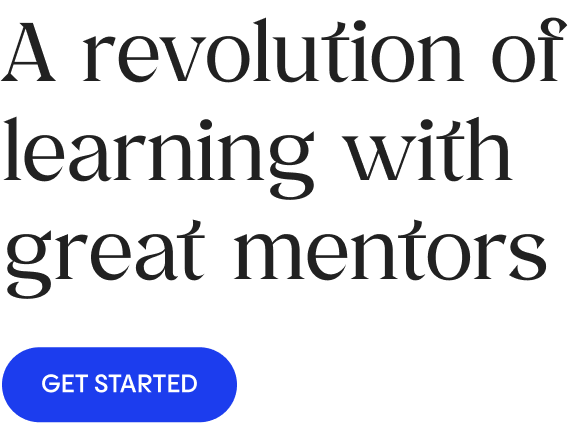 A revolution of
learning with
great mentors
GET STARTED